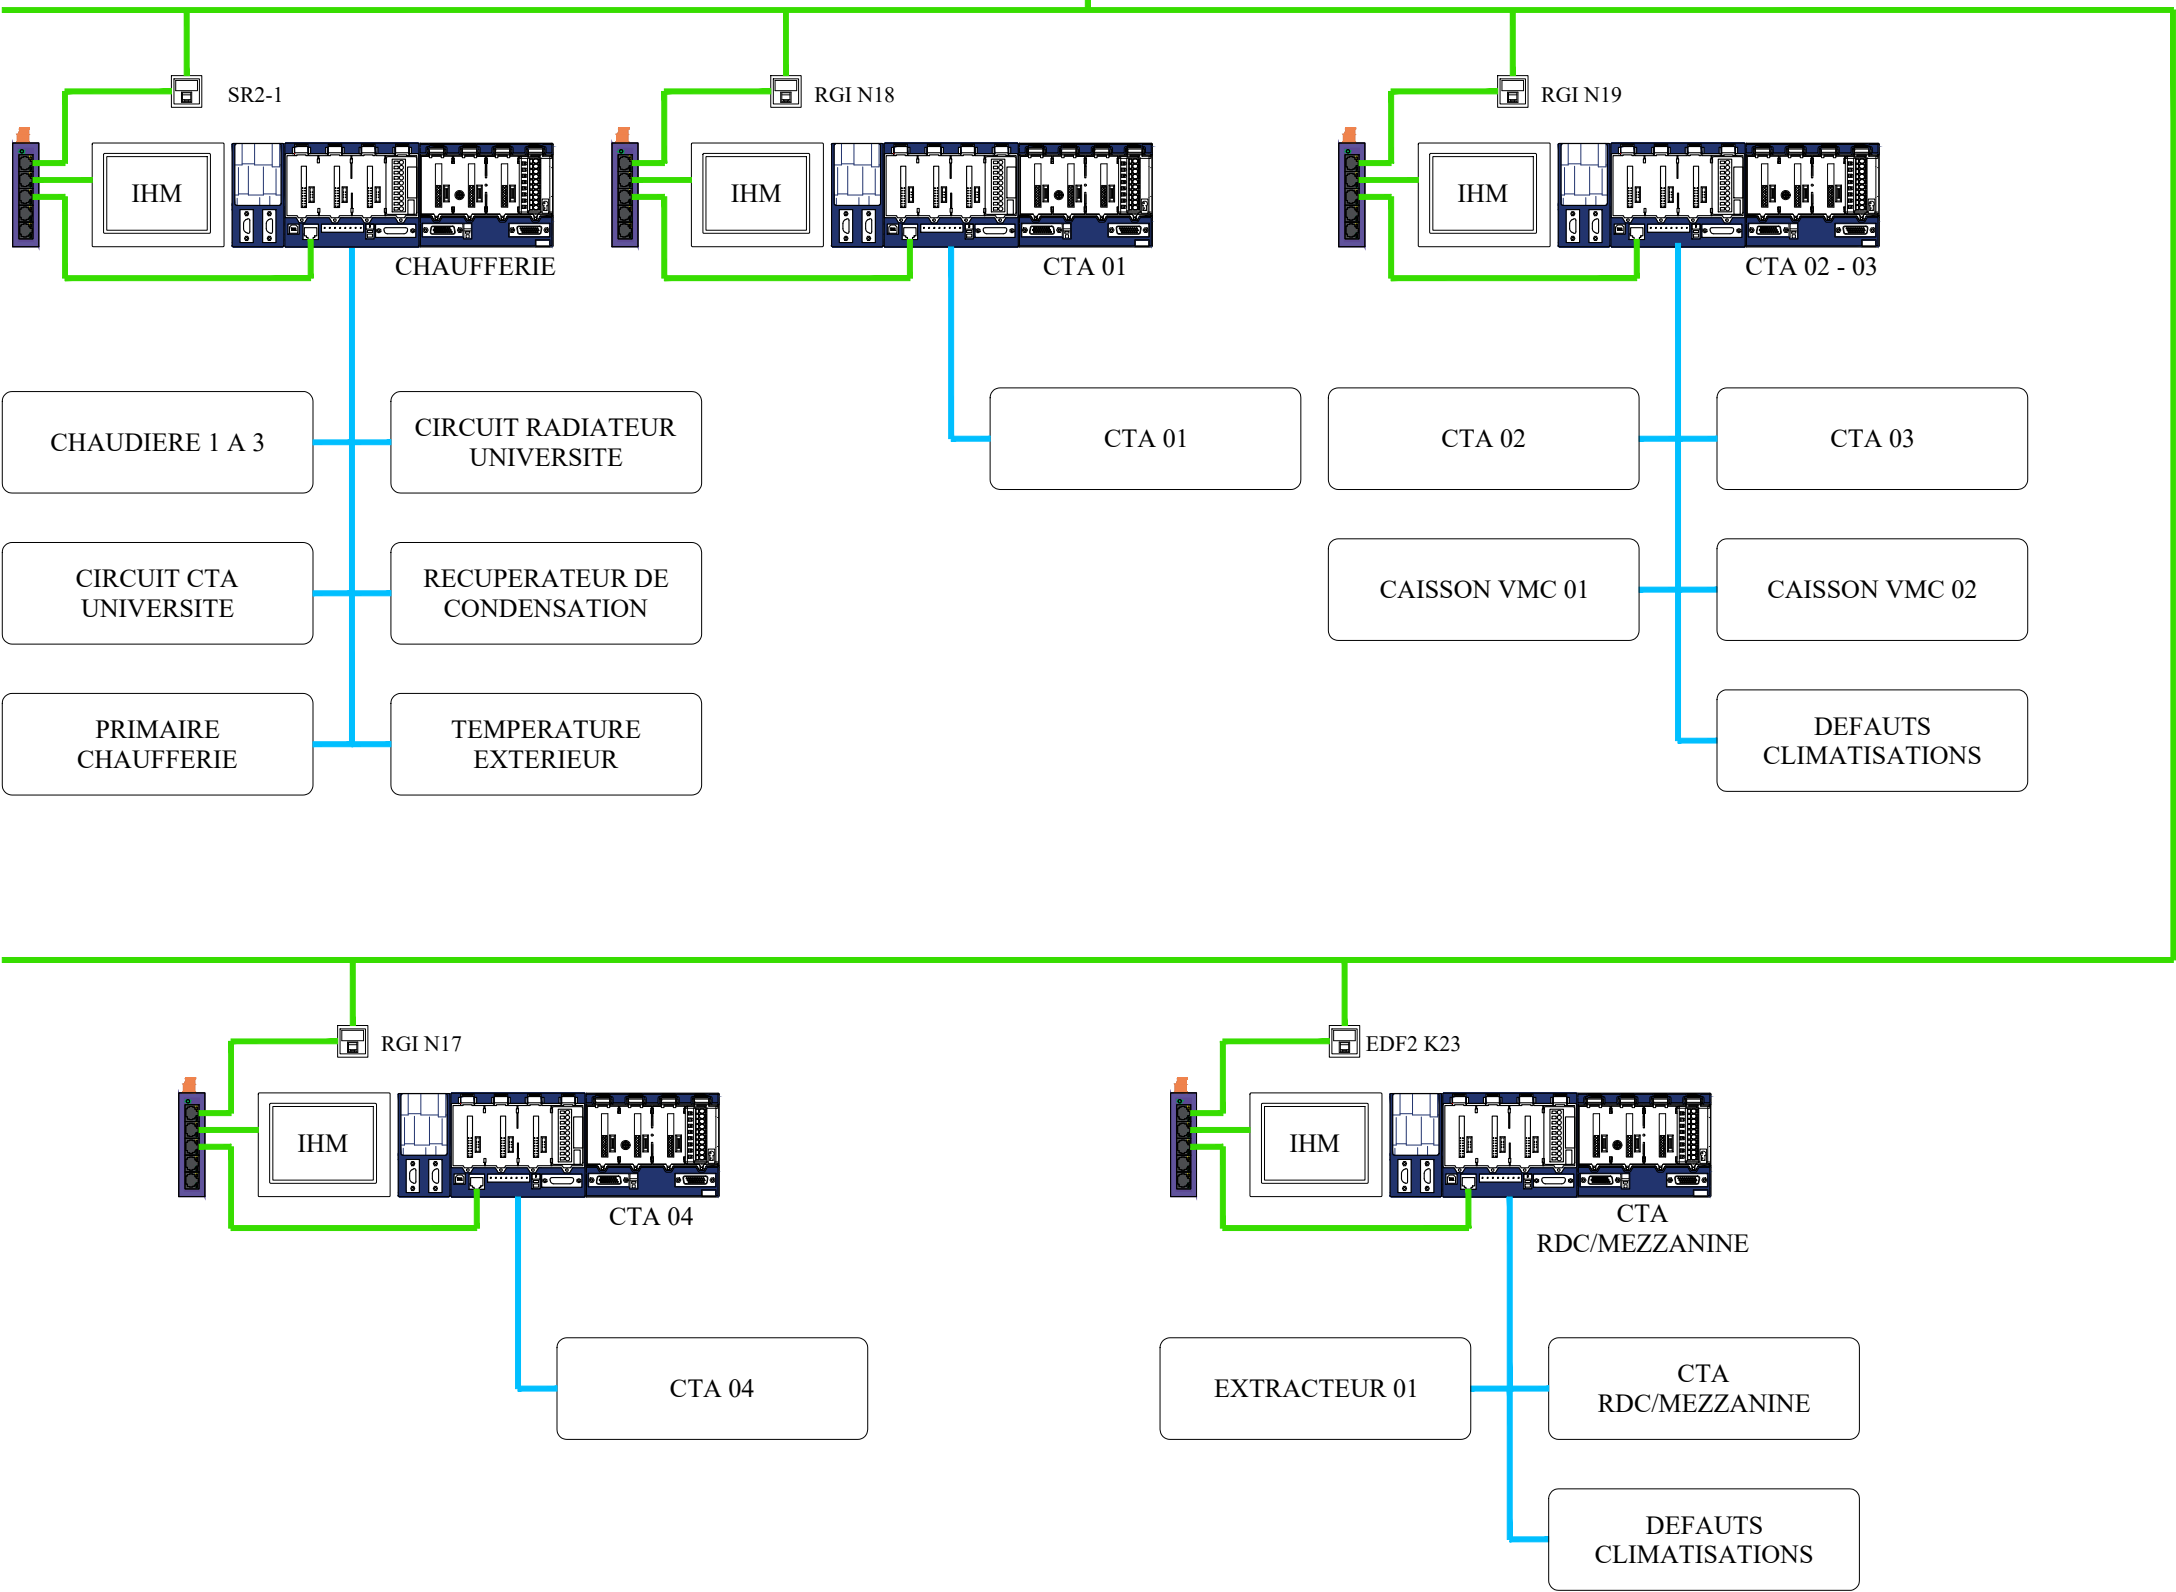 SR2-1
RGI N18
RGI N19
IHM
IHM
IHM
CHAUFFERIE
CTA 01
CTA 02 - 03
CHAUDIERE 1 A 3
CIRCUIT RADIATEUR
UNIVERSITE
CTA 01
CTA 02
CTA 03
CIRCUIT CTA
UNIVERSITE
RECUPERATEUR DE
CONDENSATION
CAISSON VMC 01
CAISSON VMC 02
PRIMAIRE
CHAUFFERIE
TEMPERATURE
EXTERIEUR
DEFAUTS
CLIMATISATIONS
RGI N17
EDF2 K23
IHM
IHM
CTA 04
CTA
RDC/MEZZANINE
CTA 04
EXTRACTEUR 01
CTA
RDC/MEZZANINE
DEFAUTS
CLIMATISATIONS